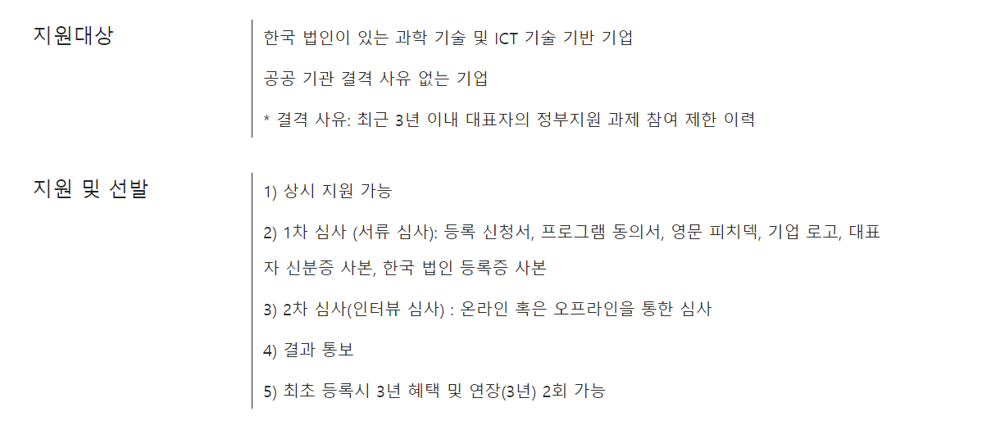 지원대상
한국 법인이 있는 과학 기술 및 ICT 기술 기반 기업
공공 기관 결격 사유 없는 기업
* 결격 사유: 최근 3년 이내 대표자의 정부지원 과제 참여 제한 이력
지원 및 선발
1) 상시 지원 가능
2) 1차 심사 (서류 심사): 등록 신청서, 프로그램 동의서, 영문 피치덱, 기업 로고, 대표
자 신분증 사본, 한국 법인 등록증 사본
3) 2차 심사(인터뷰 심사) : 온라인 혹은 오프라인을 통한 심사
4) 결과 통보
5) 최초 등록시 3년 혜택 및 연장(3년) 2회 가능